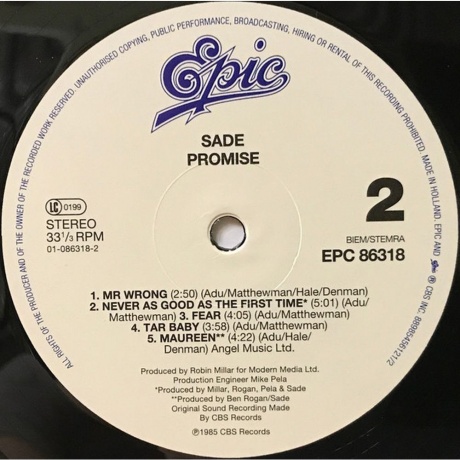 ALL RIGHTS OF THE PRODUCER AND OF THE OWNER OF THE RECORDED WORK RESERVED. UNAUTHORISED COPYING, PUBLIC PERFORMANCE, BROADCASTING, HIRING OR RENTAL OF THIS RECORD PROHIBITED. MADE IN HOLLAND. EPIC AND Epic ® CBS INC. 88985456121/2
Epic
SADE
PROMISE
LC 0199
STEREO
33⅓ RPM
01-086318-2
2
BIEM/STEMRA
EPC 86318
1. MR WRONG (2:50) (Adu/Matthewman/Hale/Denman)
2. NEVER AS GOOD AS THE FIRST TIME* (5:01) (Adu/
Matthewman) 3. FEAR (4:05) (Adu/Matthewman)
4. TAR BABY (3:58) (Adu/Matthewman)
5. MAUREEN** (4:22) (Adu/Hale/
Denman) Angel Music Ltd.
Produced by Robin Millar for Modern Media Ltd.
Production Engineer Mike Pela
*Produced by Millar, Rogan, Pela & Sade
**Produced by Ben Rogan/Sade
Original Sound Recording Made
By CBS Records
℗1985 CBS Records